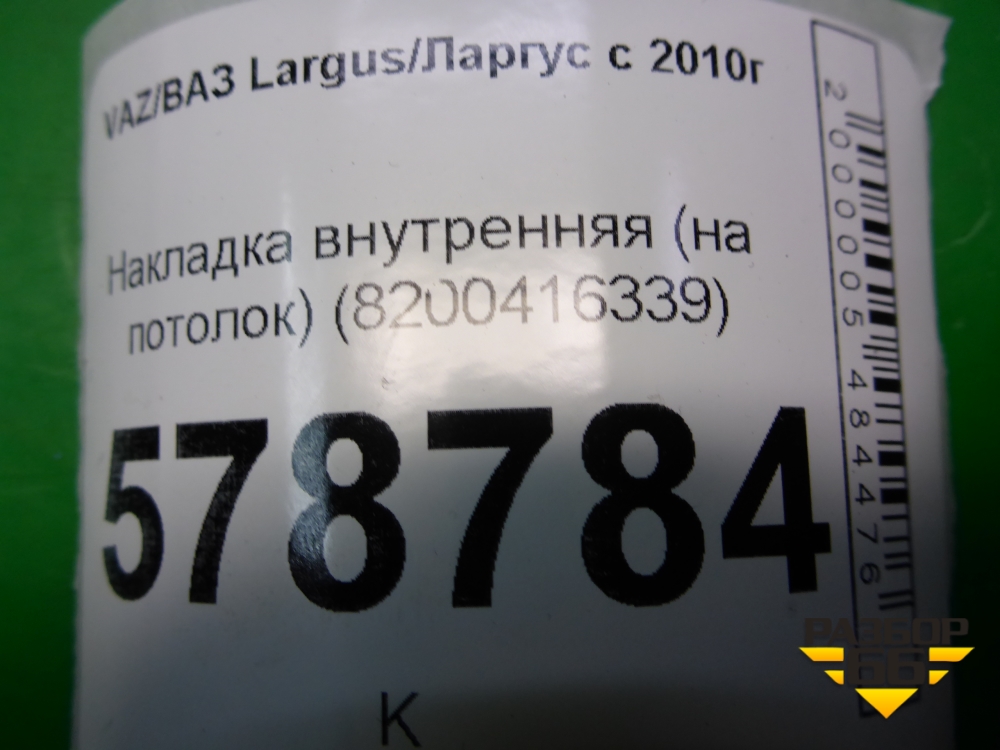 VAZ/ВАЗ Largus/Ларгус с 2010г
Накладка внутренняя (на
потолок) (8200416339)
578784
К
2000005484476
РАЗБОР
66